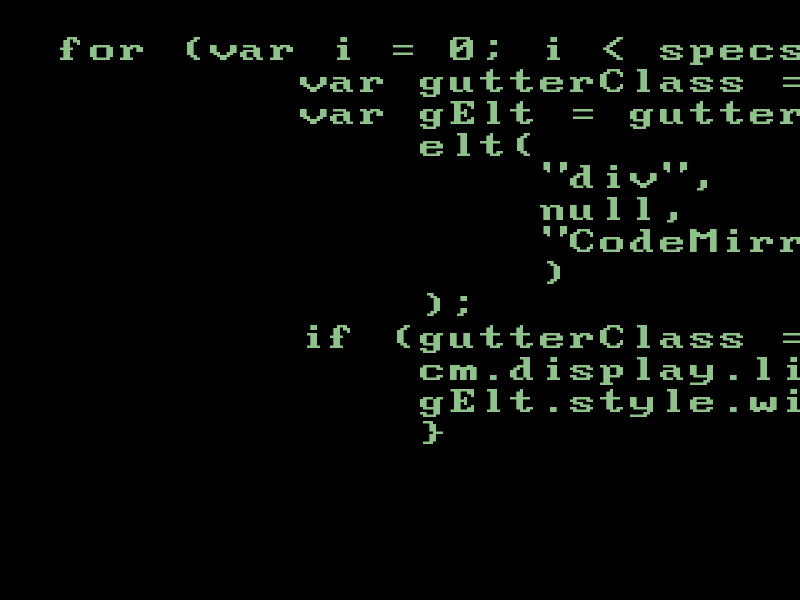 for (var i = 0; i < specs
var gutterClass =
var gElt = gutter
elt(
"div",
null,
"CodeMirr
)
);
if (gutterClass =
cm.display.li
gElt.style.wi
}